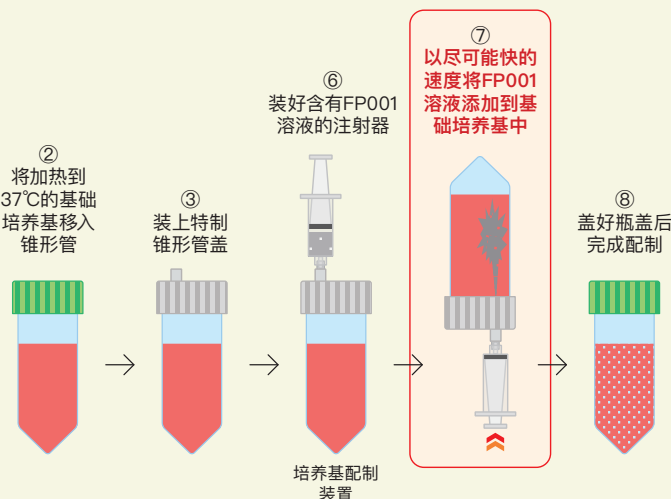 ②
将加热到
37℃的基础
培养基移入
锥形管
③
装上特制
锥形管盖
⑥
装好含有FP001
溶液的注射器
培养基配制
装置
⑦
以尽可能快的
速度将FP001
溶液添加到基
础培养基中
⑧
盖好瓶盖后
完成配制